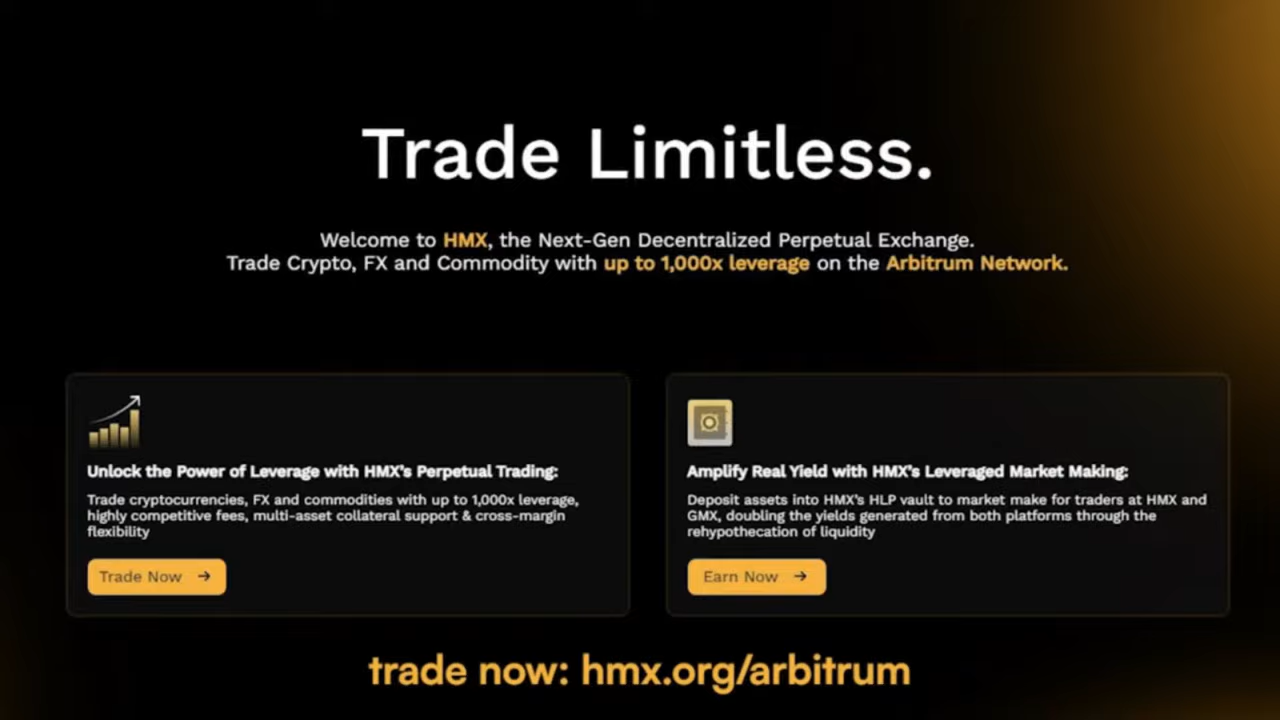 Trade Limitless.
Welcome to HMX, the Next-Gen Decentralized Perpetual Exchange.
Trade Crypto, FX and Commodity with up to 1,000x leverage on the Arbitrum Network.
Unlock the Power of Leverage with HMX's Perpetual Trading:
Trade cryptocurrencies, FX and commodities with up to 1,000x leverage,
highly competitive fees, multi-asset collateral support & cross-margin
flexibility
Trade Now →
Amplify Real Yield with HMX's Leveraged Market Making:
Deposit assets into HMX's HLP vault to market make for traders at HMX and
GMX, doubling the yields generated from both platforms through the
rehypothecation of liquidity
Earn Now →
trade now: hmx.org/arbitrum